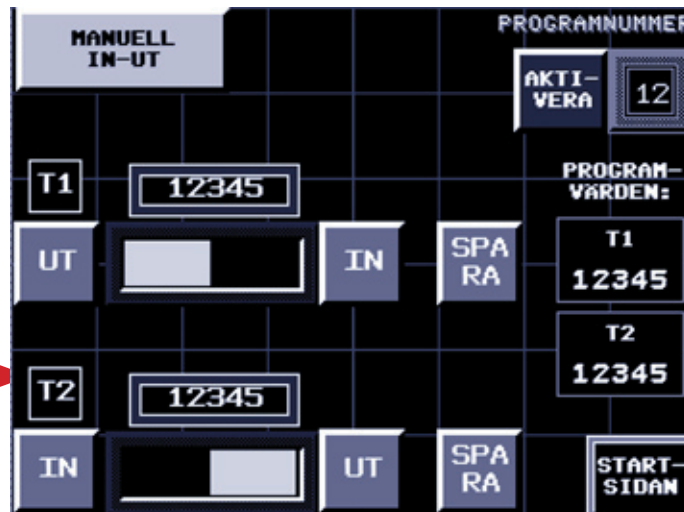 MANUELL
IN-UT
PROGRAMNUMMER
AKTI-
VERA
12
T1
12345
PROGRAM-
VÄRDEN:
UT
IN
SPA
RA
T1
12345
T2
12345
T2
12345
IN
UT
SPA
RA
START-
SIDAN